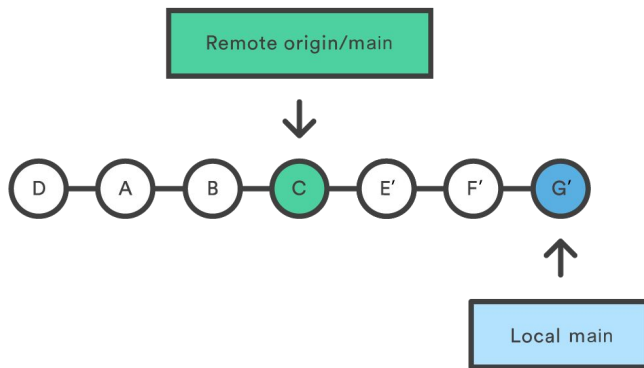 Remote origin/main
D A B C E′ F′ G′
Local main